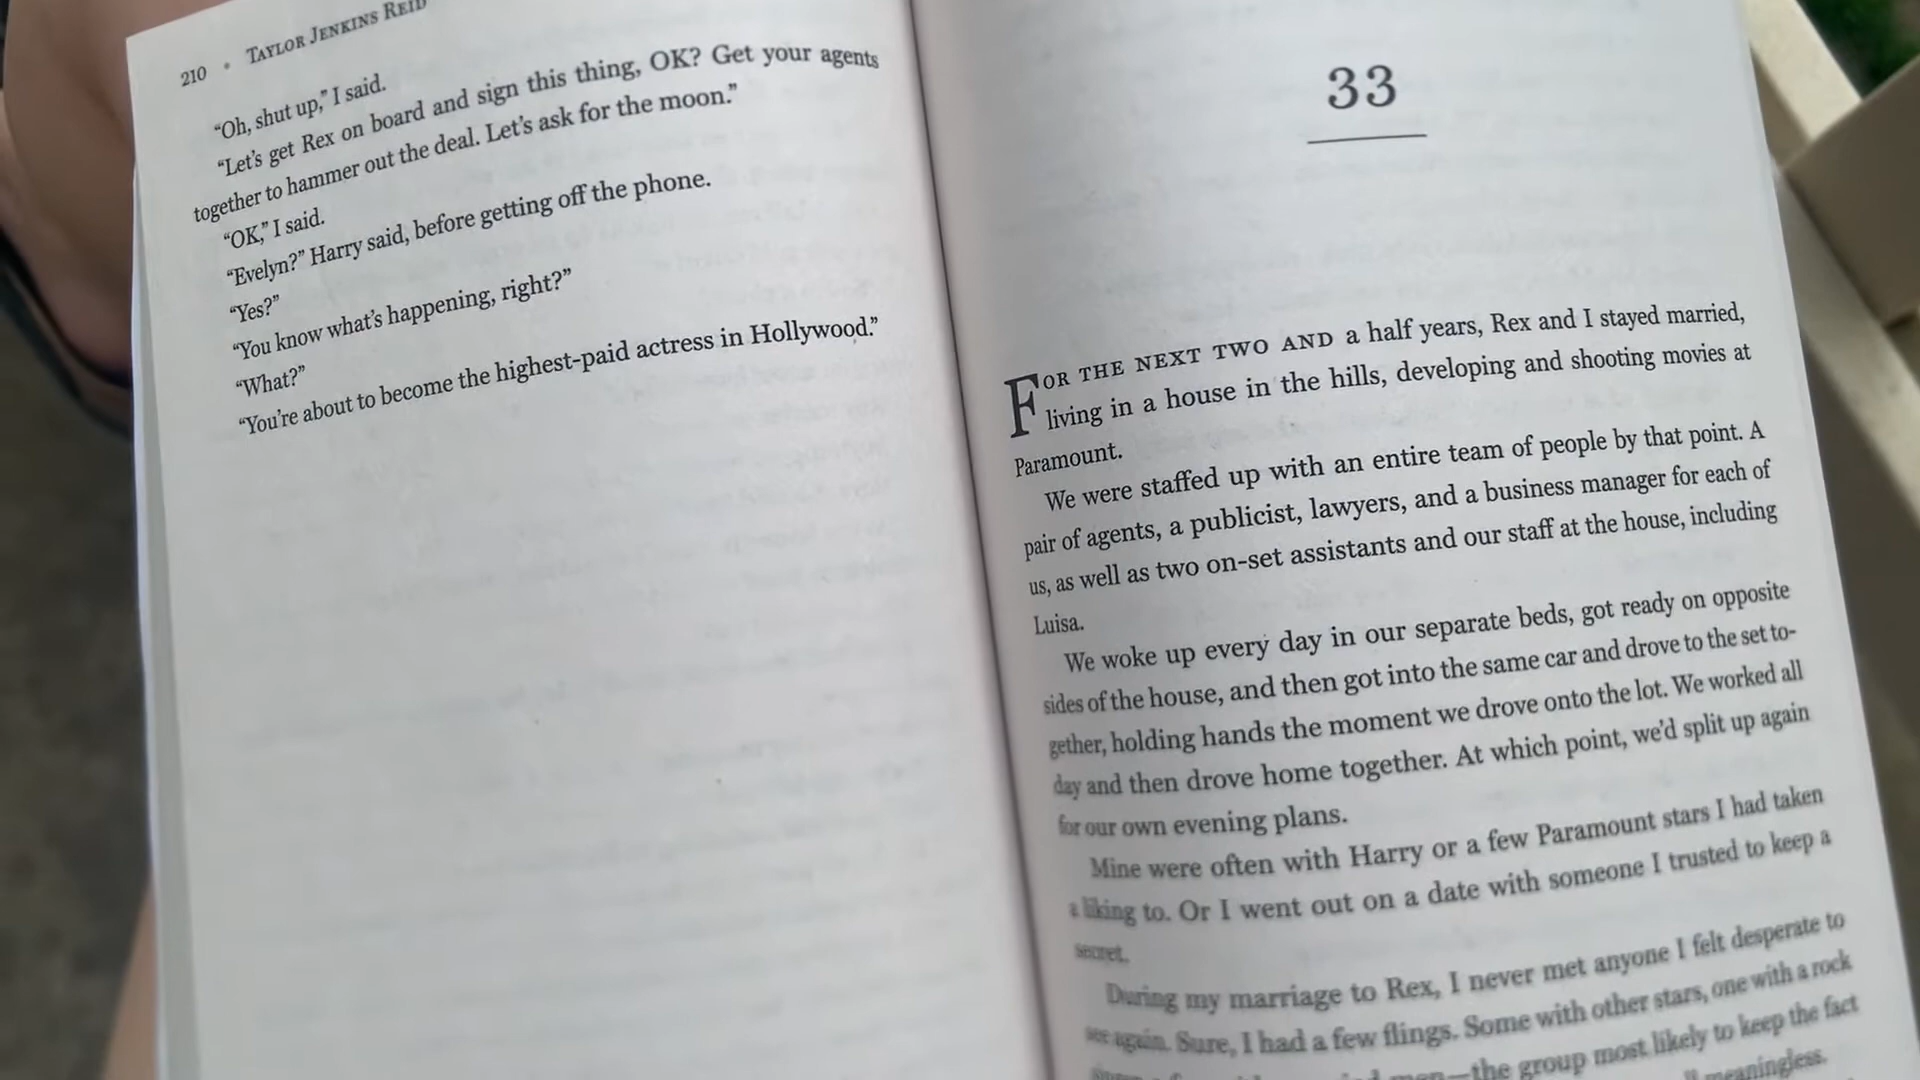 210 • TAYLOR JENKINS REID
“Oh, shut up,” I said.
“Let’s get Rex on board and sign this thing, OK? Get your agents
together to hammer out the deal. Let’s ask for the moon.”
“OK,” I said.
“Evelyn?” Harry said, before getting off the phone.
“Yes?”
“You know what’s happening, right?”
“What?”
“You’re about to become the highest-paid actress in Hollywood.”
33
FOR THE NEXT TWO AND a half years, Rex and I stayed married,
living in a house in the hills, developing and shooting movies at
Paramount.
We were staffed up with an entire team of people by that point. A
pair of agents, a publicist, lawyers, and a business manager for each of
us, as well as two on-set assistants and our staff at the house, including
Luisa.
We woke up every day in our separate beds, got ready on opposite
sides of the house, and then got into the same car and drove to the set to-
gether, holding hands the moment we drove onto the lot. We worked all
day and then drove home together. At which point, we’d split up again
for our own evening plans.
Mine were often with Harry or a few Paramount stars I had taken
a liking to. Or I went out on a date with someone I trusted to keep a
secret.
During my marriage to Rex, I never met anyone I felt desperate to
see again. Sure, I had a few flings. Some with other stars, one with a rock
men—the group most likely to keep the fact
meaningless.